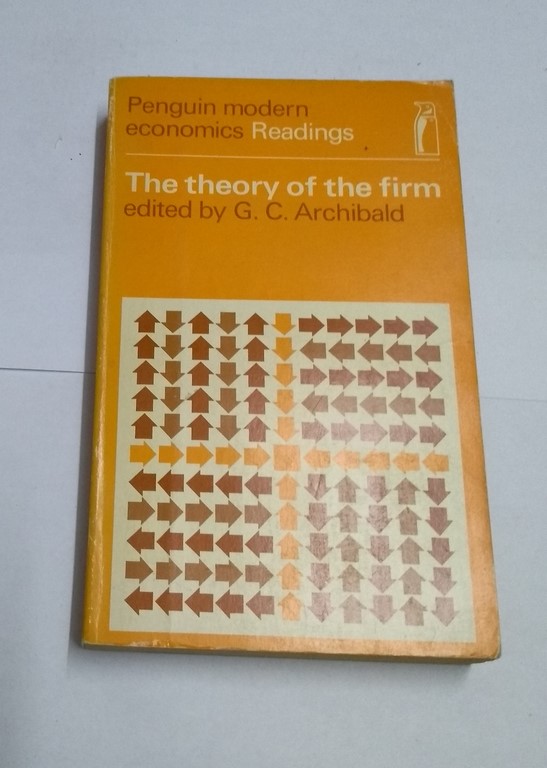 Penguin modern
economics Readings
The theory of the firm
edited by G. C. Archibald